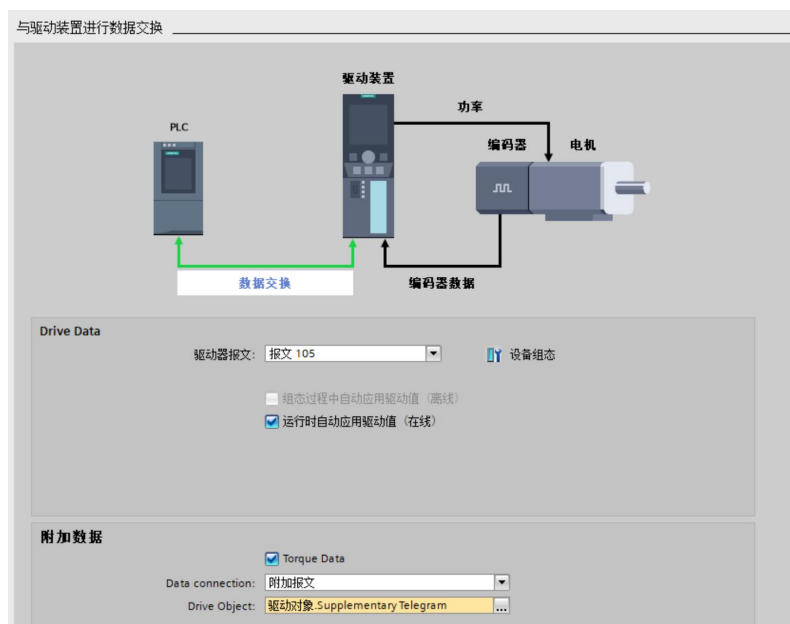 与驱动装置进行数据交换
驱动装置
功率
PLC
编码器
电机
数据交换
编码器数据
Drive Data
驱动器报文: 报文 105
设备组态
组态过程中自动应用驱动值（离线）
运行时自动应用驱动值（在线）
附加数据
Torque Data
Data connection: 附加报文
Drive Object: 驱动对象.Supplementary Telegram ...